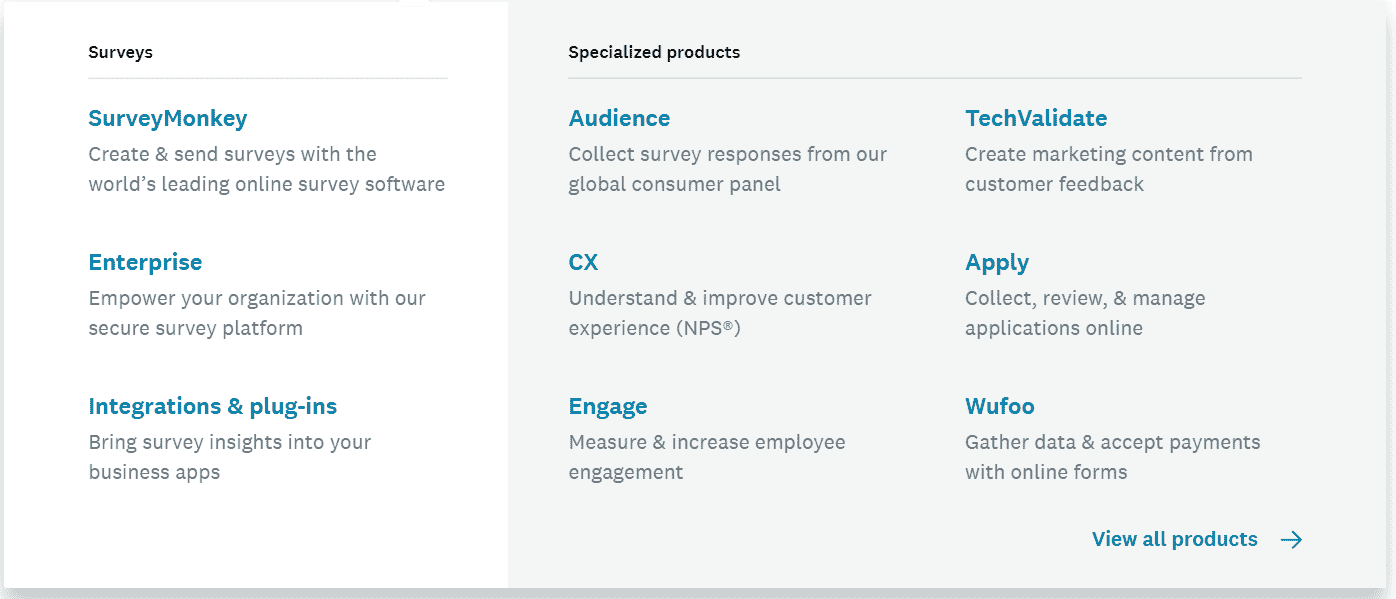 Surveys
SurveyMonkey
Create & send surveys with the
world’s leading online survey software
Enterprise
Empower your organization with our
secure survey platform
Integrations & plug-ins
Bring survey insights into your
business apps
Specialized products
Audience
Collect survey responses from our
global consumer panel
CX
Understand & improve customer
experience (NPS®)
Engage
Measure & increase employee
engagement
TechValidate
Create marketing content from
customer feedback
Apply
Collect, review, & manage
applications online
Wufoo
Gather data & accept payments
with online forms
View all products →